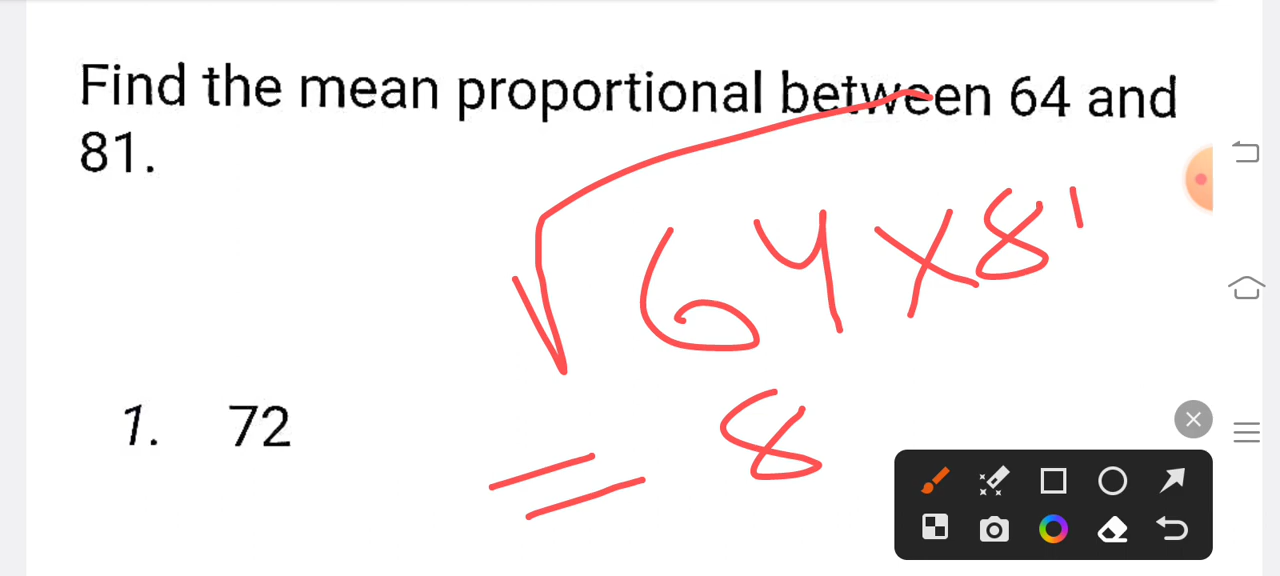 Find the mean proportional between 64 and
81.
√64×81
1. 72
= 8